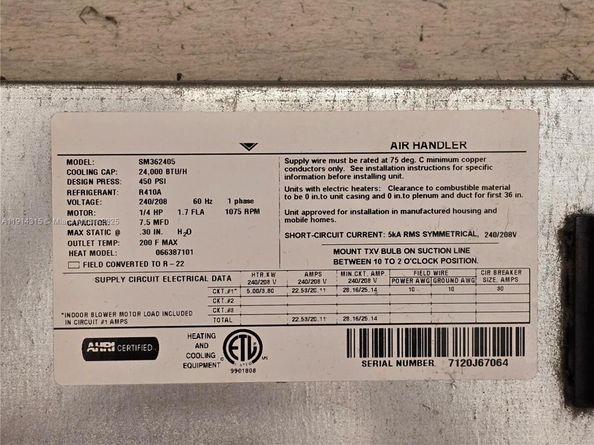 AIR HANDLER
MODEL: SM362405
COOLING CAP: 24,000 BTU/H
DESIGN PRESS: 450 PSI
REFRIGERANT: R410A
VOLTAGE: 240/208 60 Hz 1 phase
MOTOR: 1/4 HP 1.7 FLA 1075 RPM
CAPACITOR: 7.5 MFD
MAX STATIC @ .30 IN. H2O
OUTLET TEMP: 200 F MAX
HEAT MODEL: 066387101
FIELD CONVERTED TO R-22
Supply wire must be rated at 75 deg. C minimum copper
conductors only. See installation instructions for specific
information before installing unit.
Units with electric heaters: Clearance to combustible material
to be 0 in. to unit casing and 0 in.to plenum and duct for first 36 in.
Unit approved for installation in manufactured housing and
mobile homes.
SHORT-CIRCUIT CURRENT: 5kA RMS SYMMETRICAL, 240/208V
MOUNT TXV BULB ON SUCTION LINE
BETWEEN 10 TO 2 O'CLOCK POSITION.
SUPPLY CIRCUIT ELECTRICAL DATA
HTR.KW AMPS MIN.CKT. AMP FIELD WIRE CIR BREAKER
240/208 V 240/208 V 240/208 V POWER AWG GROUND AWG SIZE AMPS
CKT.#1* 5.00/3.80 22.53/20.11 28.16/25.14 10 10 30
CKT.#2
CKT.#3
TOTAL 22.53/20.11 28.16/25.14
*INDOOR BLOWER MOTOR LOAD INCLUDED
IN CIRCUIT #1 AMPS
AHRI CERTIFIED
HEATING
AND
COOLING
EQUIPMENT
ETL
9901808
SERIAL NUMBER. 7120J67064